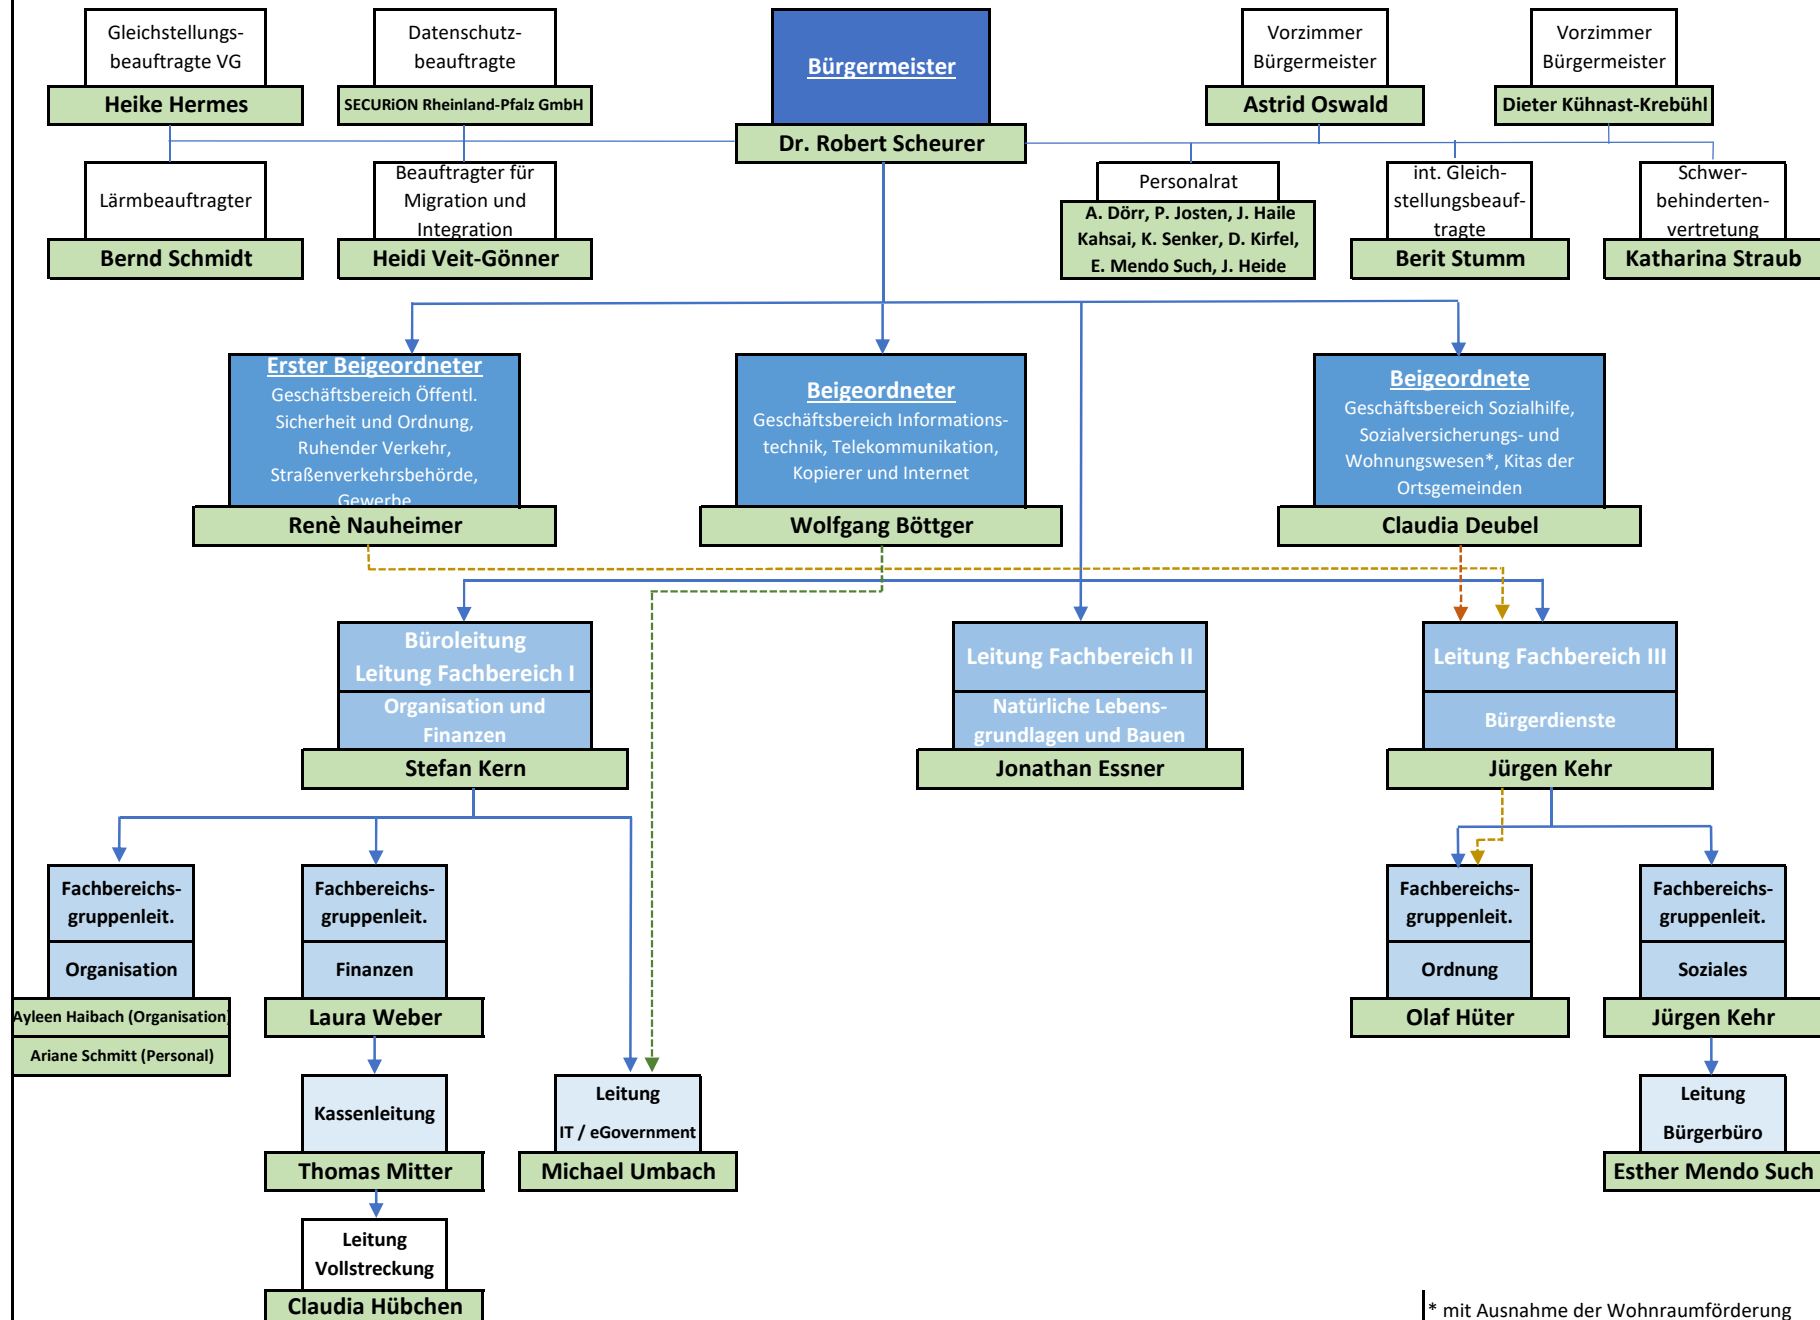 Gleichstellungs-
beauftragte VG
Heike Hermes
Datenschutz-
beauftragte
SECURiON Rheinland-Pfalz GmbH
Bürgermeister
Dr. Robert Scheurer
Vorzimmer
Bürgermeister
Astrid Oswald
Vorzimmer
Bürgermeister
Dieter Kühnast-Krebühl
Lärmbeauftragter
Bernd Schmidt
Beauftragter für
Migration und
Integration
Heidi Veit-Gönner
Personalrat
A. Dörr, P. Josten, J. Haile
Kahsai, K. Senker, D. Kirfel,
E. Mendo Such, J. Heide
int. Gleich-
stellungsbeauf-
tragte
Berit Stumm
Schwer-
behinderten-
vertretung
Katharina Straub
Erster Beigeordneter
Geschäftsbereich Öffentl.
Sicherheit und Ordnung,
Ruhender Verkehr,
Straßenverkehrsbehörde,
Gewerbe
Renè Nauheimer
Beigeordneter
Geschäftsbereich Informations-
technik, Telekommunikation,
Kopierer und Internet
Wolfgang Böttger
Beigeordnete
Geschäftsbereich Sozialhilfe,
Sozialversicherungs- und
Wohnungswesen*, Kitas der
Ortsgemeinden
Claudia Deubel
Büroleitung
Leitung Fachbereich I
Organisation und
Finanzen
Stefan Kern
Leitung Fachbereich II
Natürliche Lebens-
grundlagen und Bauen
Jonathan Essner
Leitung Fachbereich III
Bürgerdienste
Jürgen Kehr
Fachbereichs-
gruppenleit.
Organisation
Ayleen Haibach (Organisation)
Ariane Schmitt (Personal)
Fachbereichs-
gruppenleit.
Finanzen
Laura Weber
Kassenleitung
Thomas Mitter
Leitung
Vollstreckung
Claudia Hübchen
Leitung
IT / eGovernment
Michael Umbach
Fachbereichs-
gruppenleit.
Ordnung
Olaf Hüter
Fachbereichs-
gruppenleit.
Soziales
Jürgen Kehr
Leitung
Bürgerbüro
Esther Mendo Such
* mit Ausnahme der Wohnraumförderung